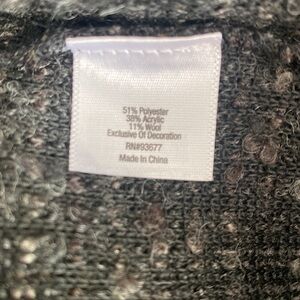 51% Polyester
38% Acrylic
11% Wool
Exclusive Of Decoration
RN#93677
Made In China